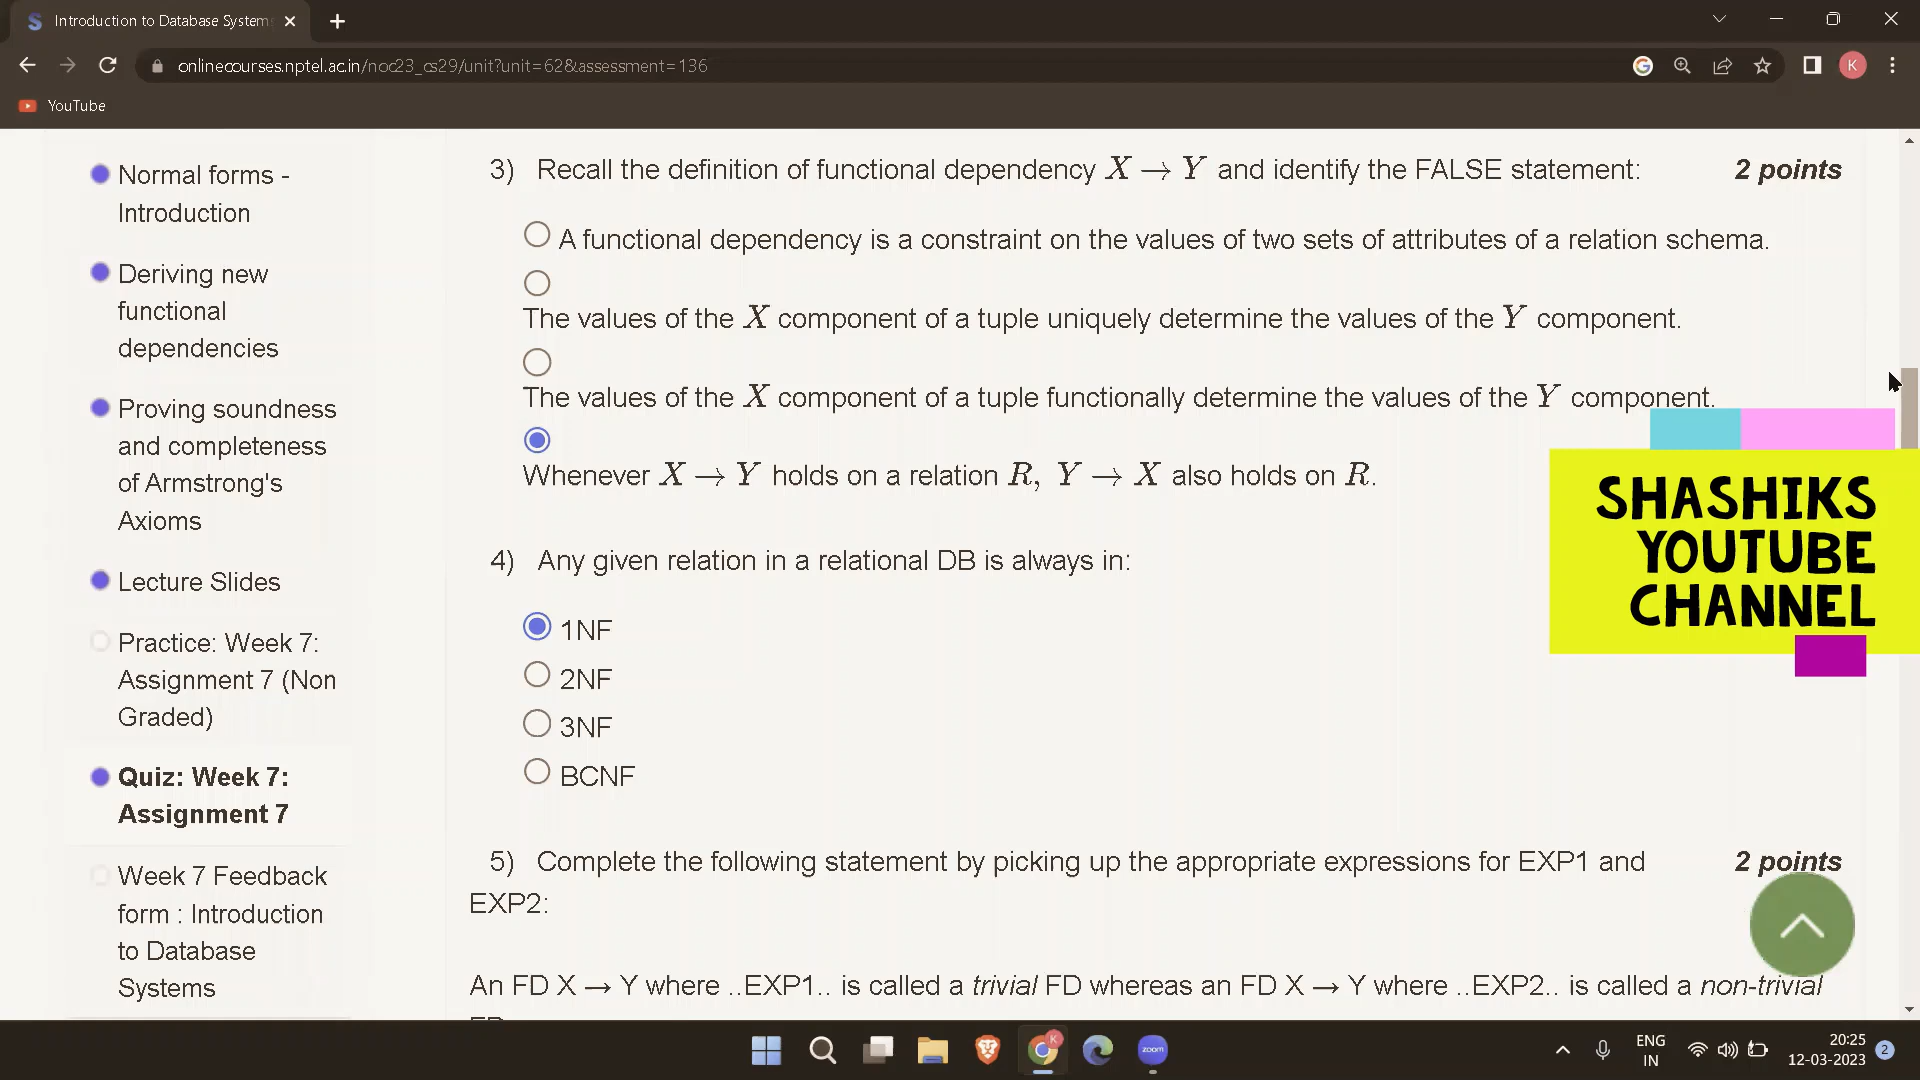 Introduction to Database System
onlinecourses.nptel.ac.in/noc23_cs29/unit?unit=62&assessment=136
K
YouTube
Normal forms -
Introduction
Deriving new
functional
dependencies
Proving soundness
and completeness
of Armstrong's
Axioms
Lecture Slides
Practice: Week 7:
Assignment 7 (Non
Graded)
Quiz: Week 7:
Assignment 7
Week 7 Feedback
form : Introduction
to Database
Systems
3) Recall the definition of functional dependency X → Y and identify the FALSE statement: 2 points
A functional dependency is a constraint on the values of two sets of attributes of a relation schema.
The values of the X component of a tuple uniquely determine the values of the Y component.
The values of the X component of a tuple functionally determine the values of the Y component.
Whenever X → Y holds on a relation R, Y → X also holds on R.
SHASHIKS
YOUTUBE
CHANNEL
4) Any given relation in a relational DB is always in:
1NF
2NF
3NF
BCNF
5) Complete the following statement by picking up the appropriate expressions for EXP1 and 2 points
EXP2:
An FD X → Y where ..EXP1.. is called a trivial FD whereas an FD X → Y where ..EXP2.. is called a non-trivial
K
zoom
ENG
IN
20:25
12-03-2023
2